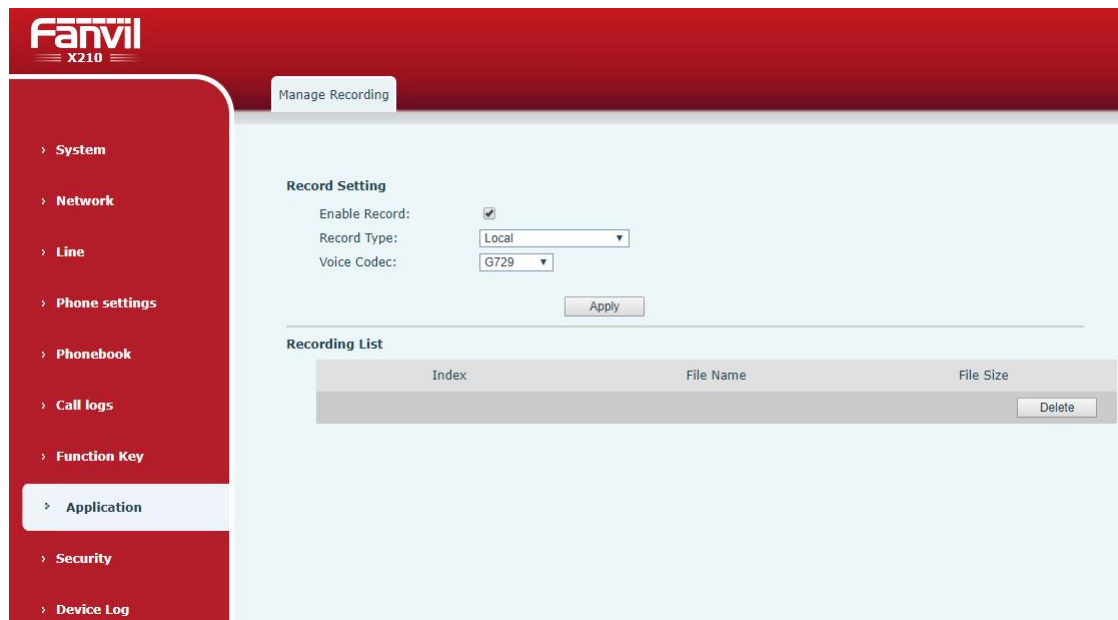 Fanvil
X210
Manage Recording
System
Network
Line
Phone settings
Phonebook
Call logs
Function Key
Application
Security
Device Log
Record Setting
Enable Record:
Record Type: Local
Voice Codec: G729
Apply
Recording List
Index File Name File Size
Delete